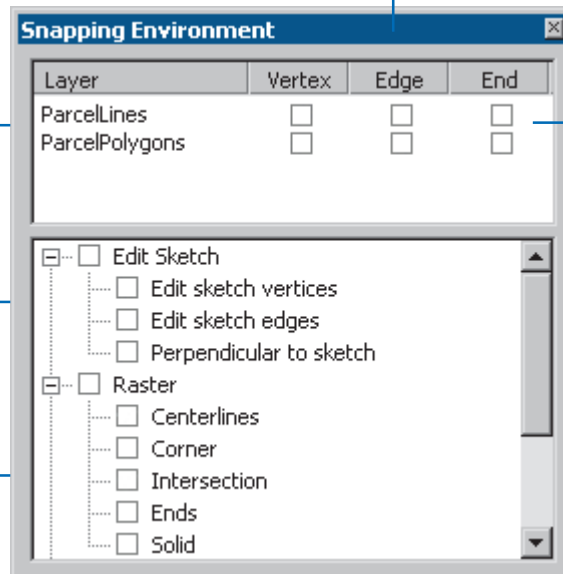 Snapping Environment
Layer Vertex Edge End
ParcelLines
ParcelPolygons
Edit Sketch
Edit sketch vertices
Edit sketch edges
Perpendicular to sketch
Raster
Centerlines
Corner
Intersection
Ends
Solid